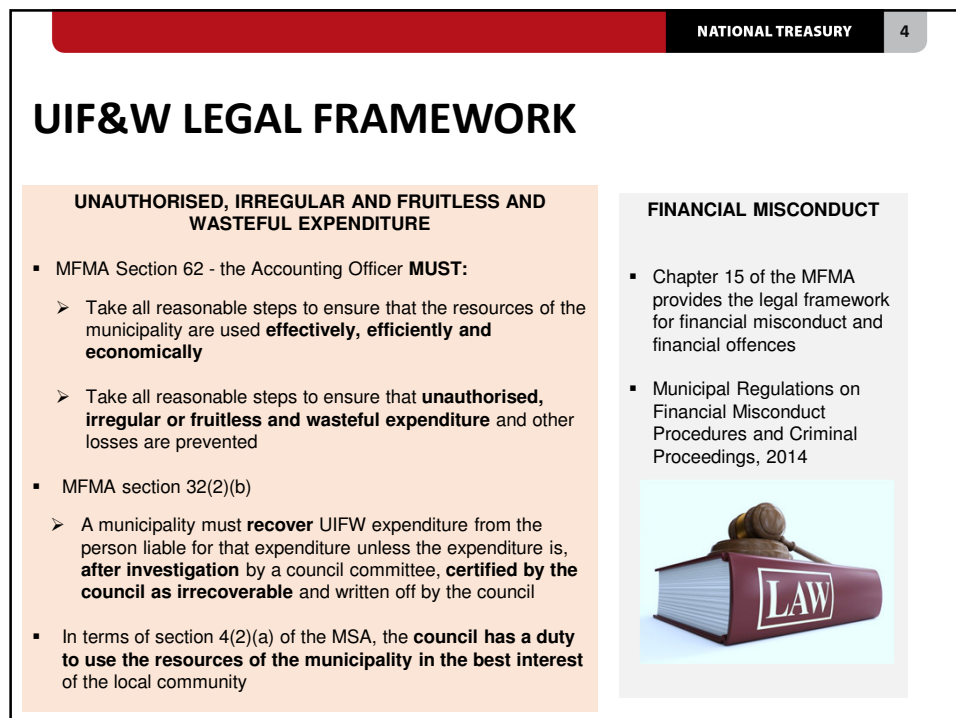 NATIONAL TREASURY 4
UIF&W LEGAL FRAMEWORK
UNAUTHORISED, IRREGULAR AND FRUITLESS AND
WASTEFUL EXPENDITURE
▪ MFMA Section 62 - the Accounting Officer MUST:
➢ Take all reasonable steps to ensure that the resources of the
municipality are used effectively, efficiently and
economically
➢ Take all reasonable steps to ensure that unauthorised,
irregular or fruitless and wasteful expenditure and other
losses are prevented
▪ MFMA section 32(2)(b)
➢ A municipality must recover UIFW expenditure from the
person liable for that expenditure unless the expenditure is,
after investigation by a council committee, certified by the
council as irrecoverable and written off by the council
▪ In terms of section 4(2)(a) of the MSA, the council has a duty
to use the resources of the municipality in the best interest
of the local community
FINANCIAL MISCONDUCT
▪ Chapter 15 of the MFMA
provides the legal framework
for financial misconduct and
financial offences
▪ Municipal Regulations on
Financial Misconduct
Procedures and Criminal
Proceedings, 2014
LAW